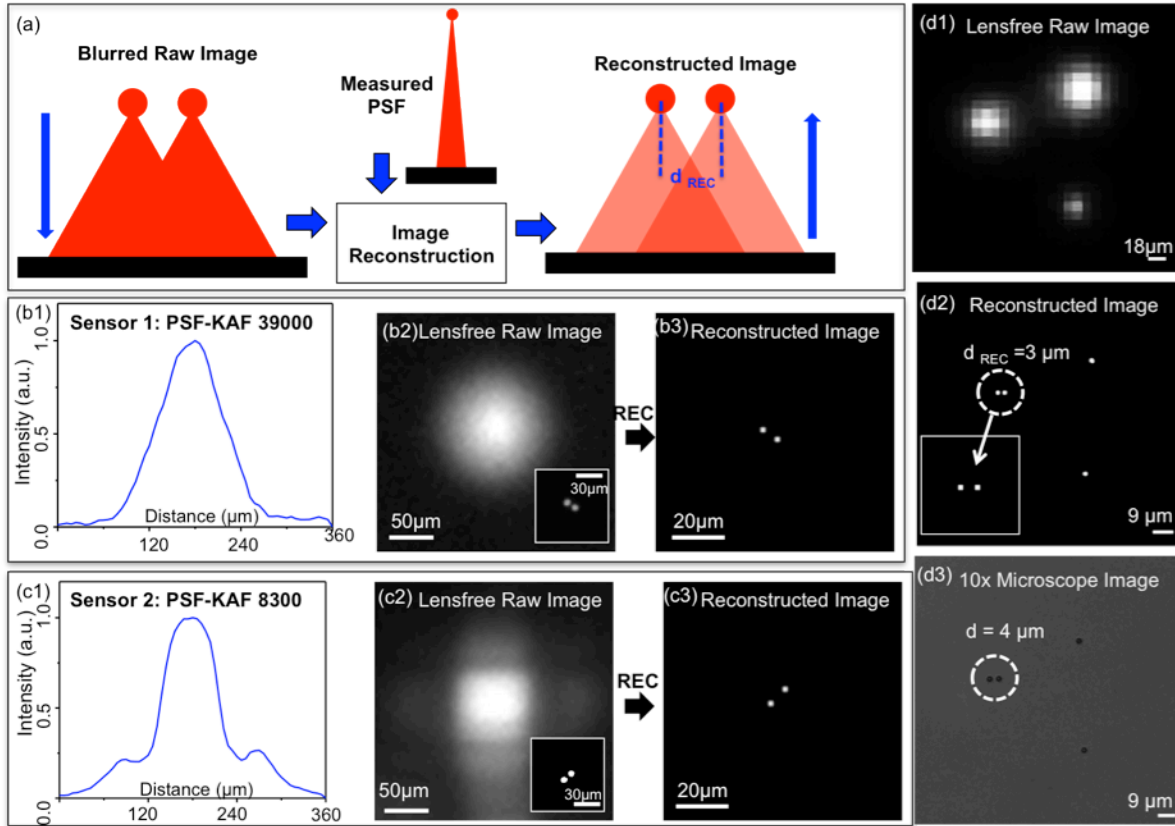 (a)
Blurred Raw Image
Measured
PSF
Reconstructed Image
d REC
Image
Reconstruction
(b1)
Sensor 1: PSF-KAF 39000
Intensity (a.u.)
1.0
0.5
0.0
Distance (μm)
120
240
360
(b2)Lensfree Raw Image
50μm
30μm
REC
(b3)
Reconstructed Image
20μm
(c1)
Sensor 2: PSF-KAF 8300
Intensity (a.u.)
1.0
0.5
0.0
Distance (μm)
120
240
360
(c2)
Lensfree Raw Image
50μm
30μm
REC
(c3)
Reconstructed Image
20μm
(d1)
Lensfree Raw Image
18μm
(d2)
Reconstructed Image
d REC =3 μm
9 μm
(d3)
10x Microscope Image
d = 4 μm
9 μm